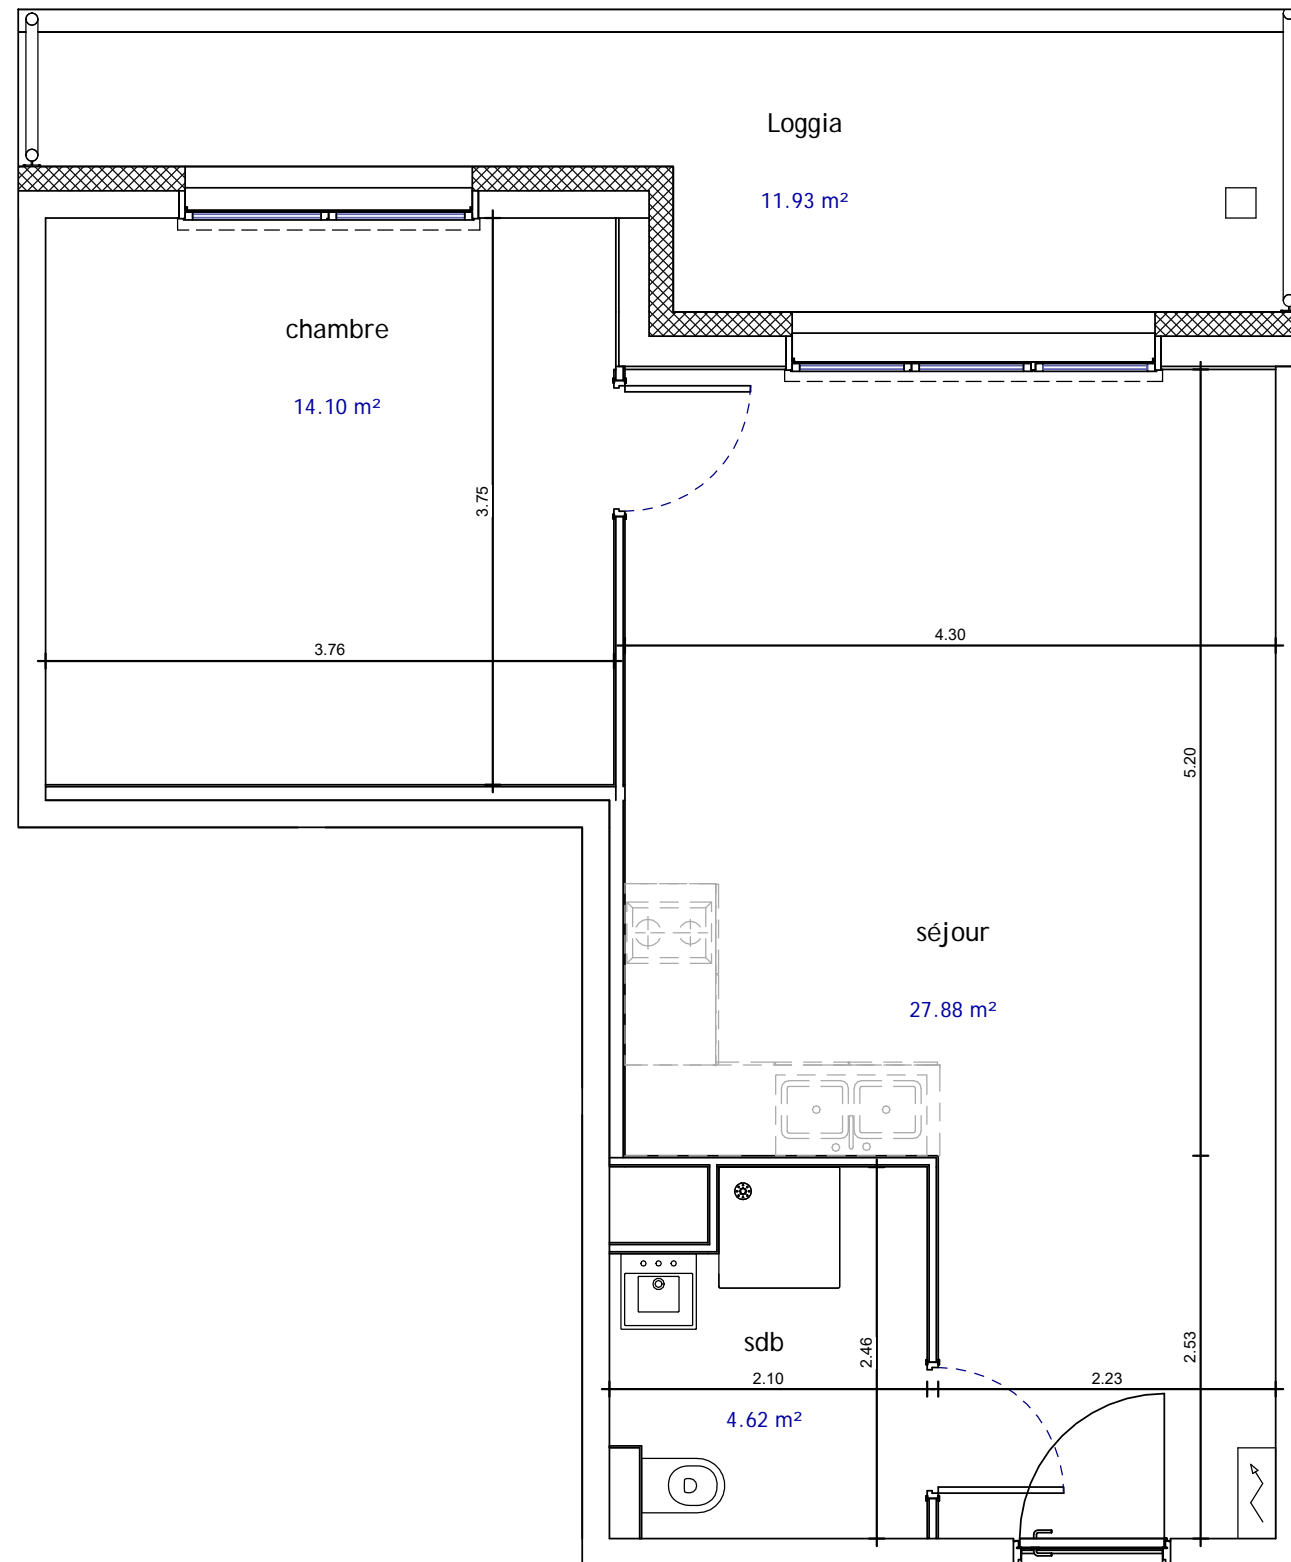 Loggia
11.93 m²
chambre
14.10 m²
3.75
3.76
4.30
5.20
séjour
27.88 m²
sdb
2.46
2.53
2.10
2.23
4.62 m²